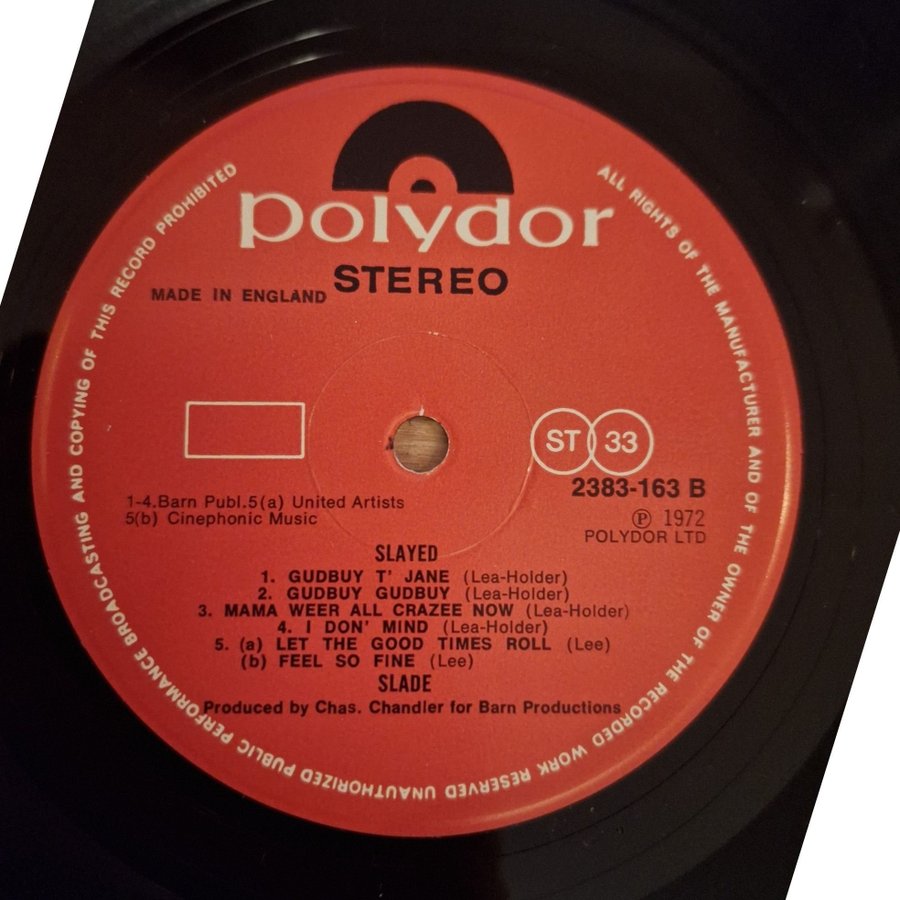 polydor
STEREO
MADE IN ENGLAND
ST 33
2383-163 B
1-4.Barn Publ.5(a) United Artists
5(b) Cinephonic Music
Ⓟ 1972
POLYDOR LTD
SLAYED
1. GUDBUY T' JANE (Lea-Holder)
2. GUDBUY GUDBUY (Lea-Holder)
3. MAMA WEER ALL CRAZEE NOW (Lea-Holder)
4. I DON' MIND (Lea-Holder)
5. (a) LET THE GOOD TIMES ROLL (Lee)
(b) FEEL SO FINE (Lee)
SLADE
Produced by Chas. Chandler for Barn Productions
ALL RIGHTS OF THE MANUFACTURER AND OF THE OWNER OF THE RECORDED WORK RESERVED UNAUTHORIZED PUBLIC PERFORMANCE BROADCASTING AND COPYING OF THIS RECORD PROHIBITED